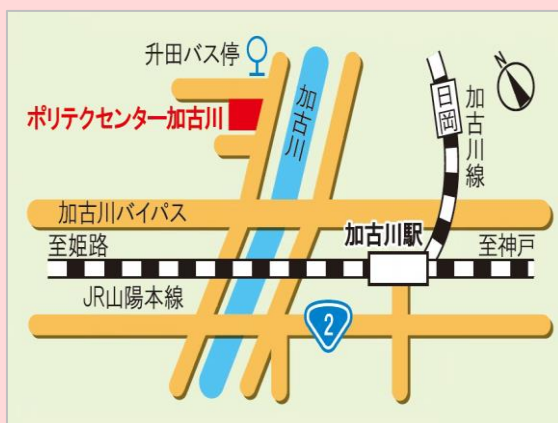 升田バス停
N
日岡
加古川線
加古川
ポリテクセンター加古川
加古川バイパス
加古川駅
至姫路
至神戸
JR山陽本線
2